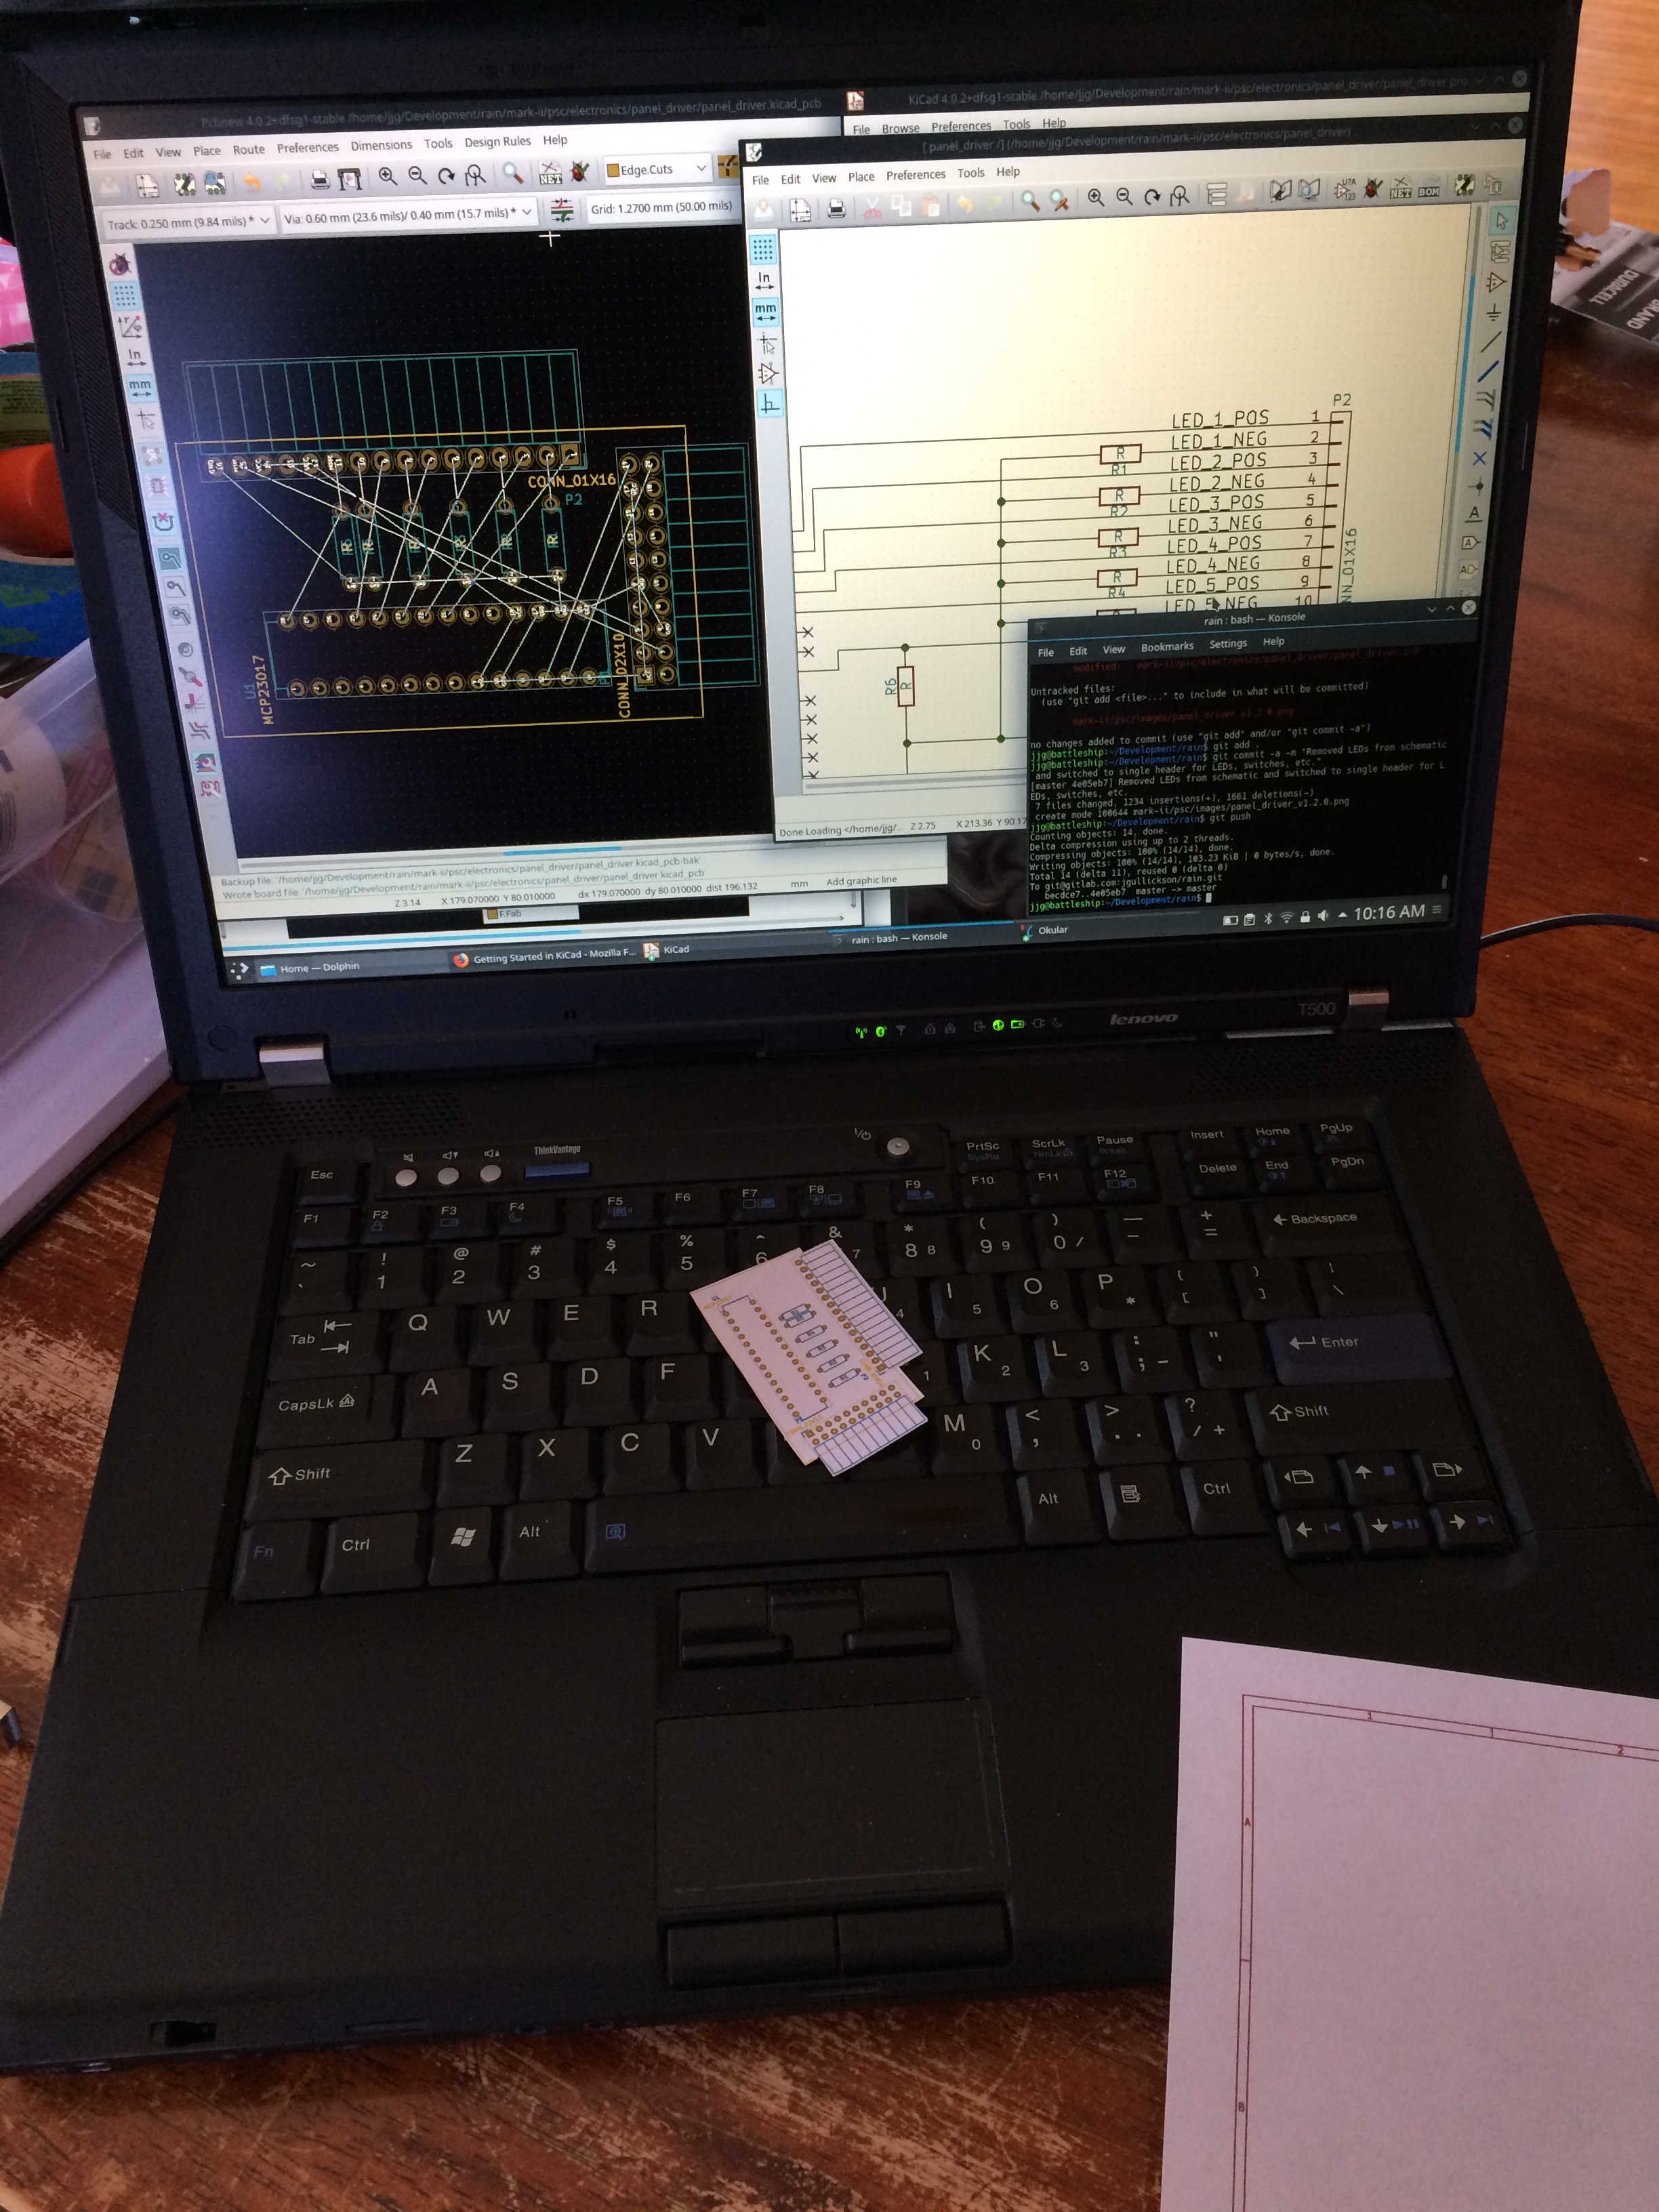 Pcbnew 4.0.2+dfsg1-stable /home/jjg/Development/rain/mark-ii/psc/electronics/panel_driver/panel_driver.kicad_pcb
File Edit View Place Route Preferences Dimensions Tools Design Rules Help
Edge.Cuts
Track: 0.250 mm (9.84 mils) * Via: 0.60 mm (23.6 mils)/ 0.40 mm (15.7 mils) * Grid: 1.2700 mm (50.00 mils)
In
mm
CONN_01X16
P2
CONN_02X10
U1
MCP23017
Backup file: '/home/jjg/Development/rain/mark-ii/psc/electronics/panel_driver/panel_driver.kicad_pcb-bak'
Wrote board file: '/home/jjg/Development/rain/mark-ii/psc/electronics/panel_driver/panel_driver.kicad_pcb'
Z 3.14 X 179.070000 Y 80.010000 dx 179.070000 dy 80.010000 dist 196.132 mm Add graphic line
F.Fab
KiCad 4.0.2+dfsg1-stable /home/jjg/Development/rain/mark-ii/psc/electronics/panel_driver/panel_driver.pro
File Browse Preferences Tools Help
[ panel_driver /] (/home/jjg/Development/rain/mark-ii/psc/electronics/panel_driver)
File Edit View Place Preferences Tools Help
NET
BOM
In
mm
P2
LED_1_POS 1
LED_1_NEG 2
R
R1
LED_2_POS 3
LED_2_NEG 4
R
R2
LED_3_POS 5
LED_3_NEG 6
R
R3
LED_4_POS 7
LED_4_NEG 8
R
R4
LED_5_POS 9
LED_5_NEG 10
R6
R
Done Loading </home/jjg/... Z 2.75 X 213.36 Y 90.17
rain : bash — Konsole
File Edit View Bookmarks Settings Help
modified: mark-ii/psc/electronics/panel_driver/panel_driver.sch
Untracked files:
(use "git add <file>..." to include in what will be committed)
mark-ii/psc/images/panel_driver_v1.2.0.png
no changes added to commit (use "git add" and/or "git commit -a")
jjg@battleship:~/Development/rain$ git add .
jjg@battleship:~/Development/rain$ git commit -a -m "Removed LEDs from schematic
and switched to single header for LEDs, switches, etc."
[master 4e05eb7] Removed LEDs from schematic and switched to single header for L
EDs, switches, etc.
7 files changed, 1234 insertions(+), 1661 deletions(-)
create mode 100644 mark-ii/psc/images/panel_driver_v1.2.0.png
jjg@battleship:~/Development/rain$ git push
Counting objects: 14, done.
Delta compression using up to 2 threads.
Compressing objects: 100% (14/14), done.
Writing objects: 100% (14/14), 103.23 KiB | 0 bytes/s, done.
Total 14 (delta 11), reused 0 (delta 0)
To git@gitlab.com:jgullickson/rain.git
becdce7..4e05eb7 master -> master
jjg@battleship:~/Development/rain$
10:16 AM
Home — Dolphin Getting Started in KiCad - Mozilla F... KiCad rain : bash — Konsole Okular
DURACELL
BRAND
lenovo T500
ThinkVantage
Esc PrtSc SysRq ScrLk NmLk Pause Break Insert Home PgUp
F1 F2 F3 F4 F5 F6 F7 F8 F9 F10 F11 F12 Delete End PgDn
~ ` ! 1 @ 2 # 3 $ 4 % 5 ^ 6 & 7 * 8 8 ( 9 9 ) 0 / — – + = Backspace
Tab Q W E R U 4 I 5 O 6 P * { [ } ] | \
CapsLk A S D F 1 K 2 L 3 : ; – " ' Enter
Shift Z X C V M 0 < , > . . ? / + Shift
Fn Ctrl Alt Alt Ctrl
1
2
A
B